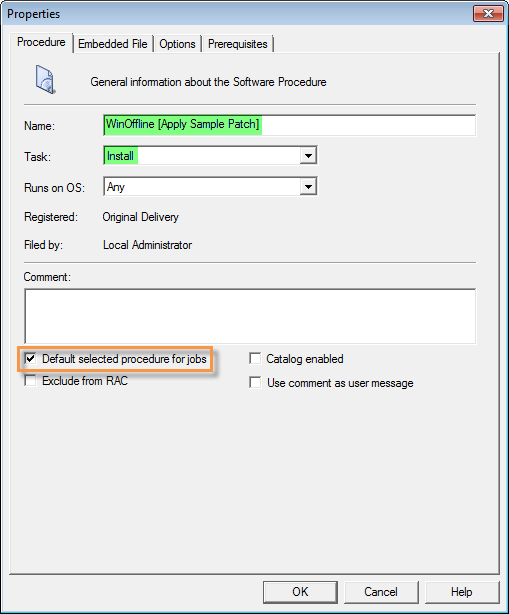 Properties
Procedure Embedded File Options Prerequisites
General information about the Software Procedure
Name: WinOffline [Apply Sample Patch]
Task: Install
Runs on OS: Any
Registered: Original Delivery
Filed by: Local Administrator
Comment:
Default selected procedure for jobs Catalog enabled
Exclude from RAC Use comment as user message
OK Cancel Help